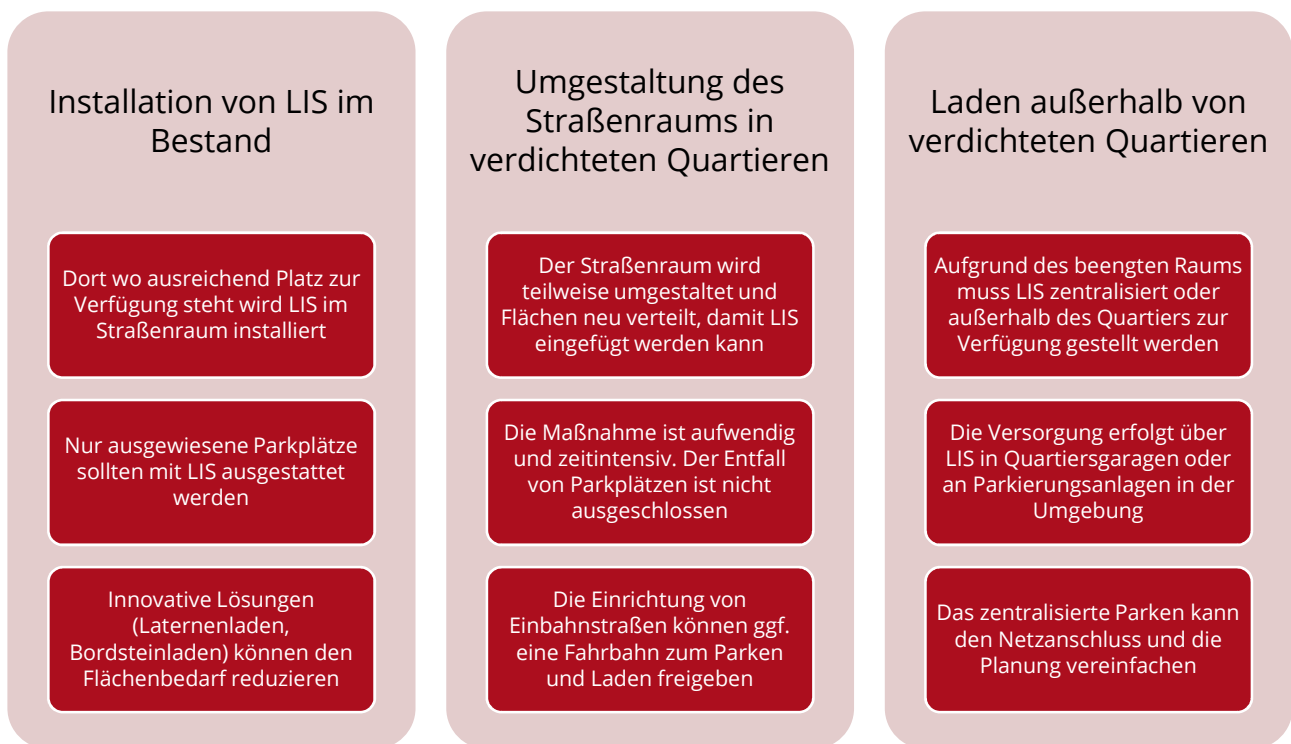 Installation von LIS im
Bestand
Dort wo ausreichend Platz zur
Verfügung steht wird LIS im
Straßenraum installiert
Nur ausgewiesene Parkplätze
sollten mit LIS ausgestattet
werden
Innovative Lösungen
(Laternenladen,
Bordsteinladen) können den
Flächenbedarf reduzieren
Umgestaltung des
Straßenraums in
verdichteten Quartieren
Der Straßenraum wird
teilweise umgestaltet und
Flächen neu verteilt, damit LIS
eingefügt werden kann
Die Maßnahme ist aufwendig
und zeitintensiv. Der Entfall
von Parkplätzen ist nicht
ausgeschlossen
Die Einrichtung von
Einbahnstraßen können ggf.
eine Fahrbahn zum Parken
und Laden freigeben
Laden außerhalb von
verdichteten Quartieren
Aufgrund des beengten Raums
muss LIS zentralisiert oder
außerhalb des Quartiers zur
Verfügung gestellt werden
Die Versorgung erfolgt über
LIS in Quartiersgaragen oder
an Parkierungsanlagen in der
Umgebung
Das zentralisierte Parken kann
den Netzanschluss und die
Planung vereinfachen